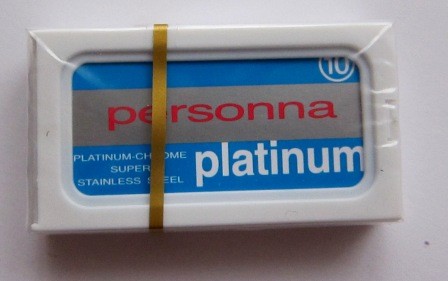 10
personna
PLATINUM-CHROME
SUPER
STAINLESS STEEL
platinum